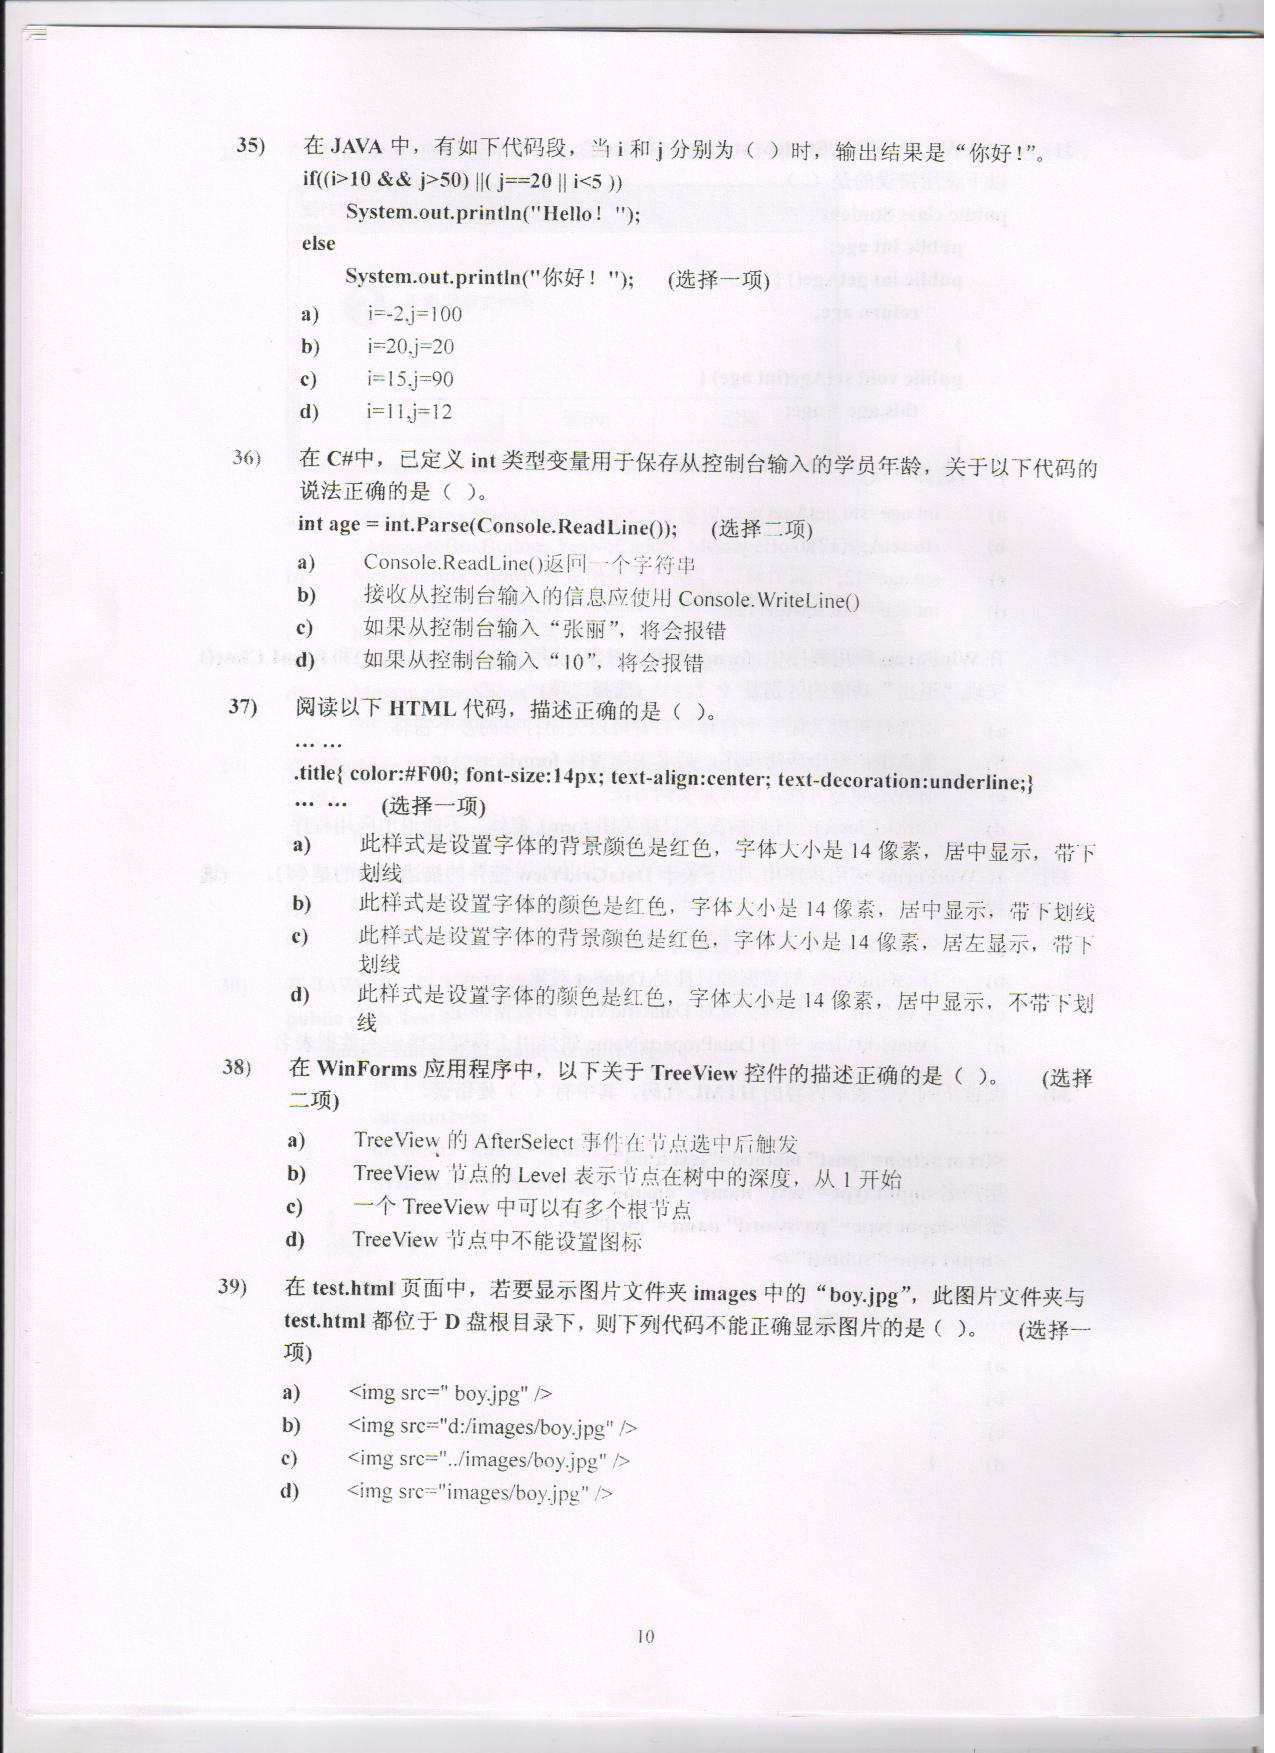 35) 在 JAVA 中，有如下代码段，当 i 和 j 分别为（ ）时，输出结果是“你好！”。
if((i>10 && j>50) ||( j==20 || i<5 ))
System.out.println("Hello！");
else
System.out.println("你好！"); (选择一项)
a) i=-2,j=100
b) i=20,j=20
c) i=15,j=90
d) i=11,j=12
36) 在 C#中，已定义 int 类型变量用于保存从控制台输入的学员年龄，关于以下代码的
说法正确的是（ ）。
int age = int.Parse(Console.ReadLine()); (选择二项)
a) Console.ReadLine()返回一个字符串
b) 接收从控制台输入的信息应使用 Console.WriteLine()
c) 如果从控制台输入“张丽”，将会报错
d) 如果从控制台输入“10”，将会报错
37) 阅读以下 HTML 代码，描述正确的是（ ）。
… …
.title{ color:#F00; font-size:14px; text-align:center; text-decoration:underline;}
… … (选择一项)
a) 此样式是设置字体的背景颜色是红色，字体大小是 14 像素，居中显示，带下
划线
b) 此样式是设置字体的颜色是红色，字体大小是 14 像素，居中显示，带下划线
c) 此样式是设置字体的背景颜色是红色，字体大小是 14 像素，居左显示，带下
划线
d) 此样式是设置字体的颜色是红色，字体大小是 14 像素，居中显示，不带下划
线
38) 在 WinForms 应用程序中，以下关于 TreeView 控件的描述正确的是（ ）。 (选择
二项)
a) TreeView 的 AfterSelect 事件在节点选中后触发
b) TreeView 节点的 Level 表示节点在树中的深度，从 1 开始
c) 一个 TreeView 中可以有多个根节点
d) TreeView 节点中不能设置图标
39) 在 test.html 页面中，若要显示图片文件夹 images 中的“boy.jpg”，此图片文件夹与
test.html 都位于 D 盘根目录下，则下列代码不能正确显示图片的是（ ）。 (选择一
项)
a) <img src=" boy.jpg" />
b) <img src="d:/images/boy.jpg" />
c) <img src="../images/boy.jpg" />
d) <img src="images/boy.jpg" />
10